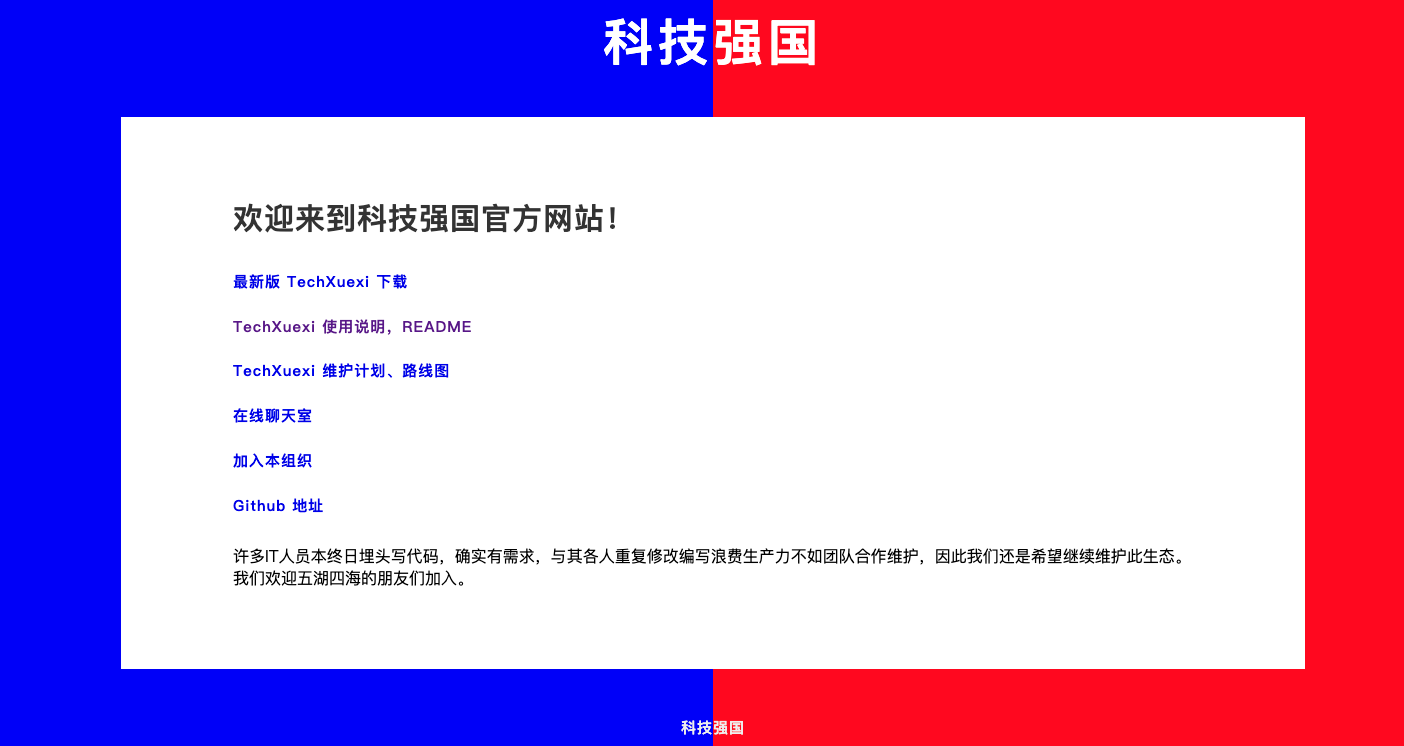 科技强国
欢迎来到科技强国官方网站！
最新版 TechXuexi 下载
TechXuexi 使用说明，README
TechXuexi 维护计划、路线图
在线聊天室
加入本组织
Github 地址
许多IT人员本终日埋头写代码，确实有需求，与其各人重复修改编写浪费生产力不如团队合作维护，因此我们还是希望继续维护此生态。
我们欢迎五湖四海的朋友们加入。
科技强国